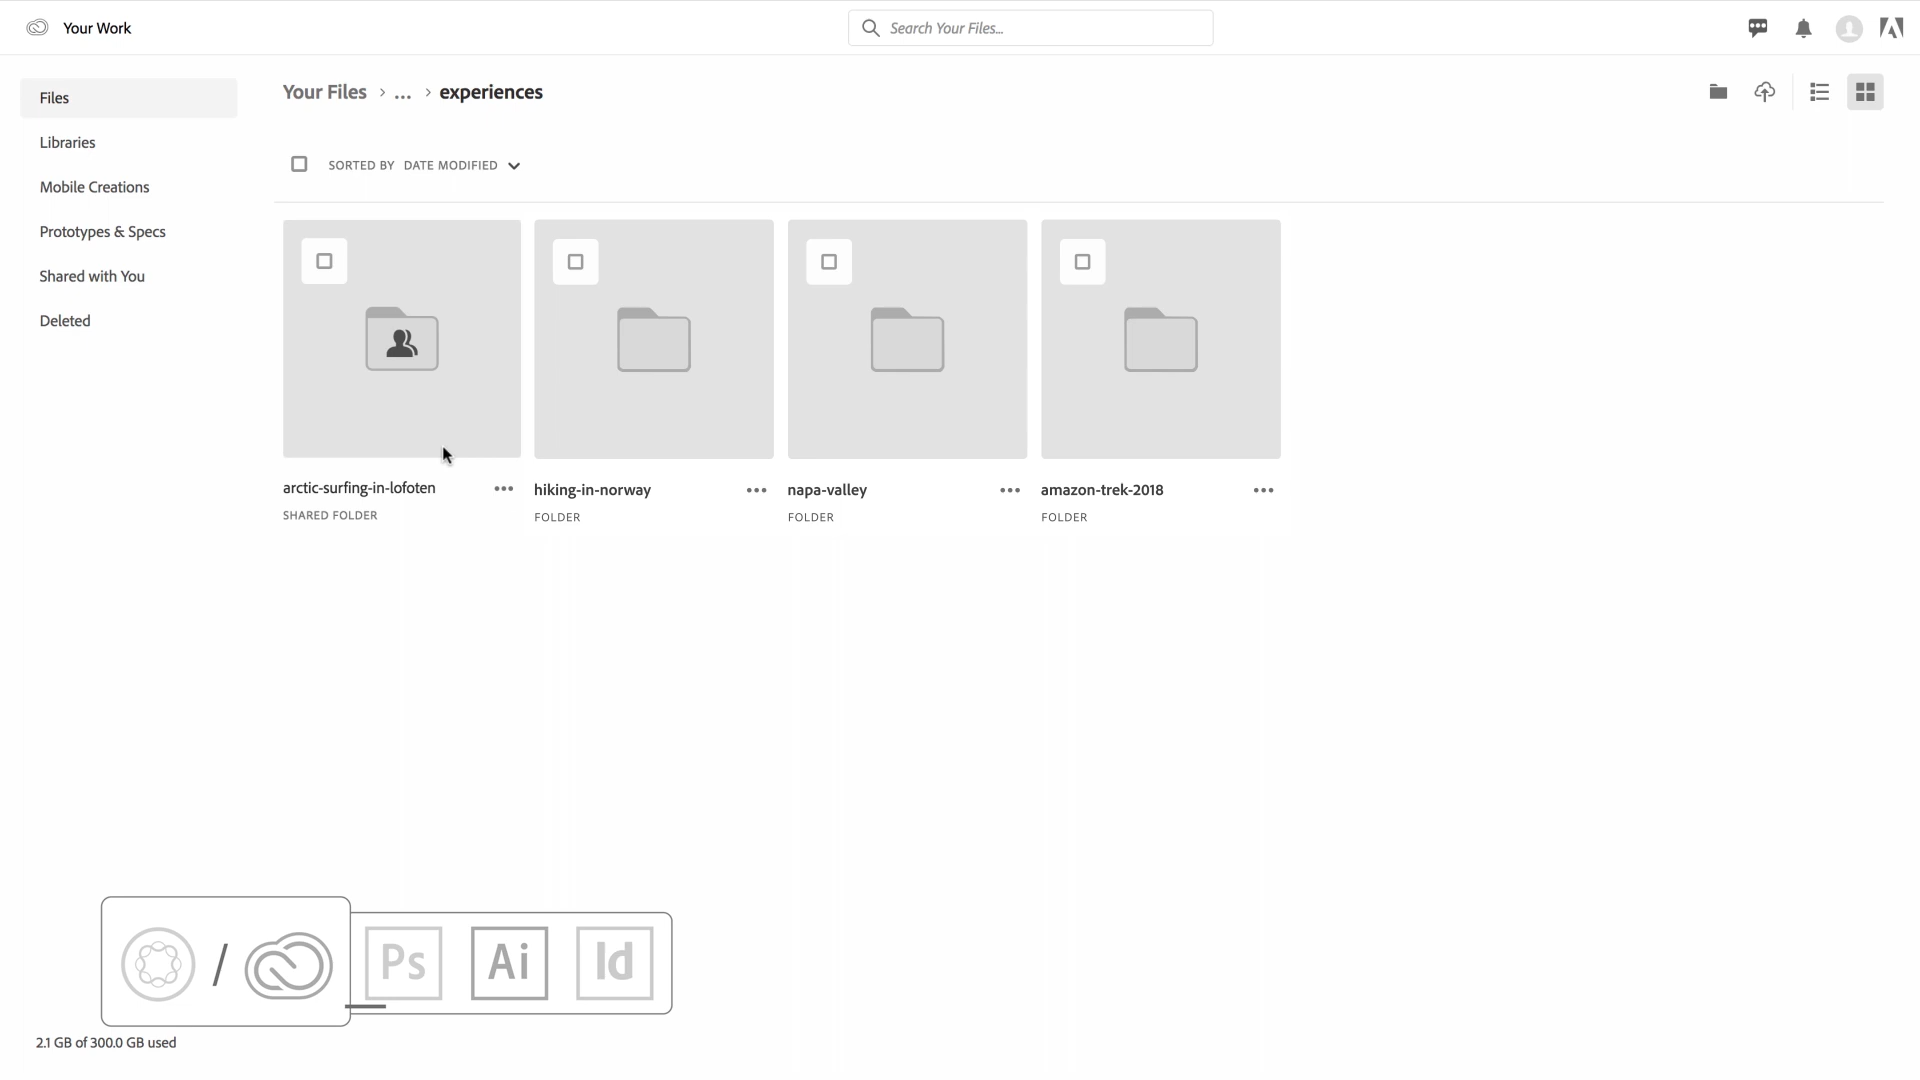 Your Work
Search Your Files...
Files
Libraries
Mobile Creations
Prototypes & Specs
Shared with You
Deleted
Your Files › ... › experiences
SORTED BY DATE MODIFIED
arctic-surfing-in-lofoten
SHARED FOLDER
hiking-in-norway
FOLDER
napa-valley
FOLDER
amazon-trek-2018
FOLDER
/
Ps
Ai
Id
2.1 GB of 300.0 GB used